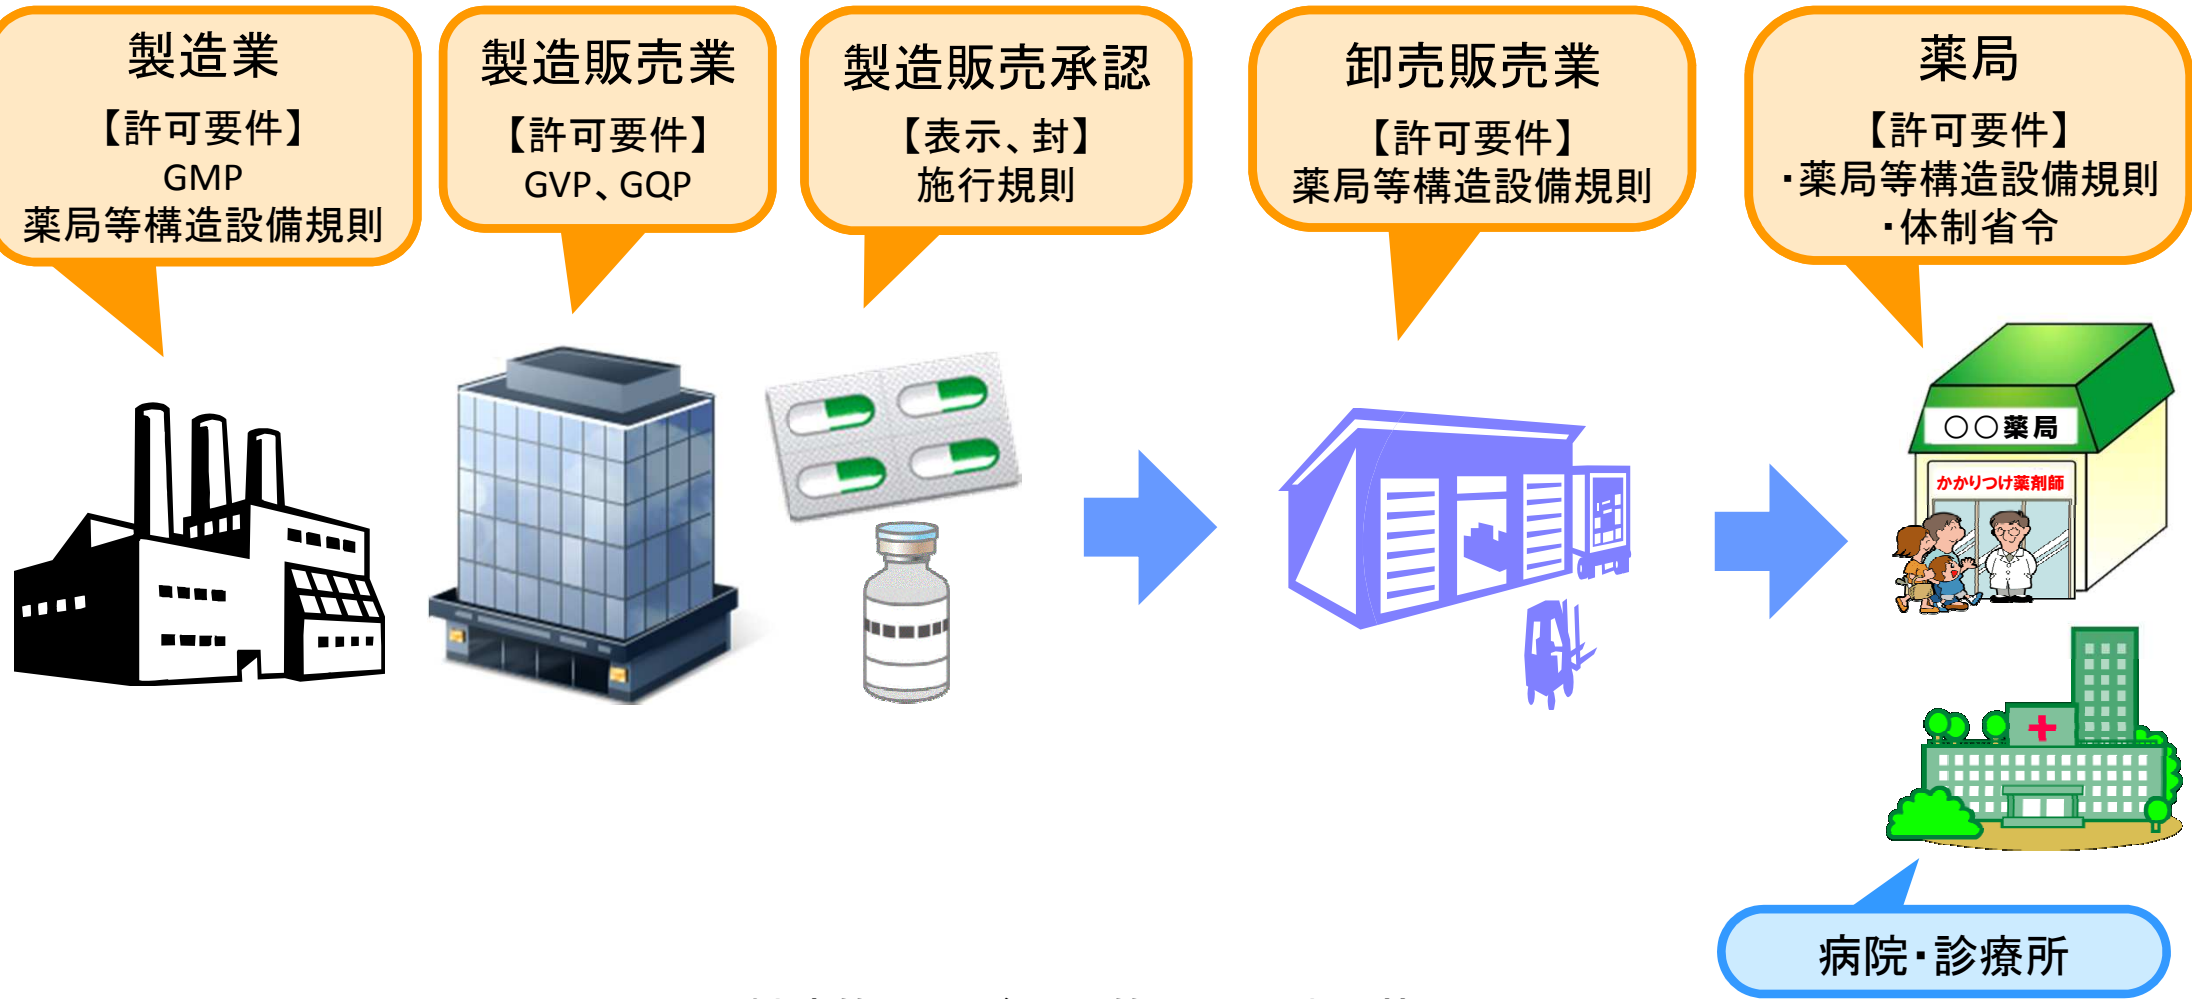 製造業
【許可要件】
GMP
薬局等構造設備規則
製造販売業
【許可要件】
GVP、GQP
製造販売承認
【表示、封】
施行規則
卸売販売業
【許可要件】
薬局等構造設備規則
薬局
【許可要件】
・薬局等構造設備規則
・体制省令
〇〇薬局
かかりつけ薬剤師
病院・診療所